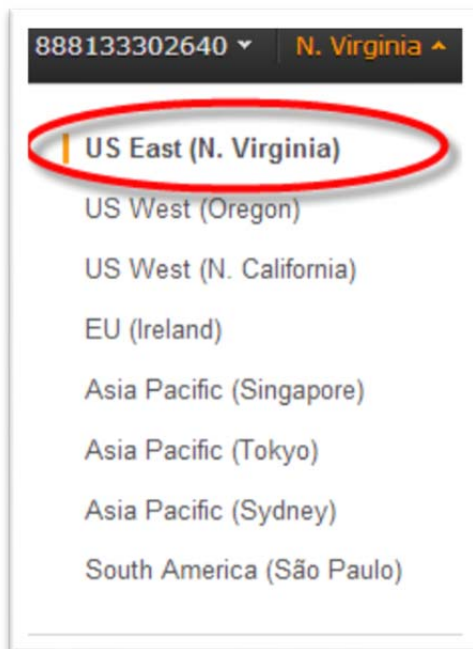 888133302640 N. Virginia
US East (N. Virginia)
US West (Oregon)
US West (N. California)
EU (Ireland)
Asia Pacific (Singapore)
Asia Pacific (Tokyo)
Asia Pacific (Sydney)
South America (São Paulo)